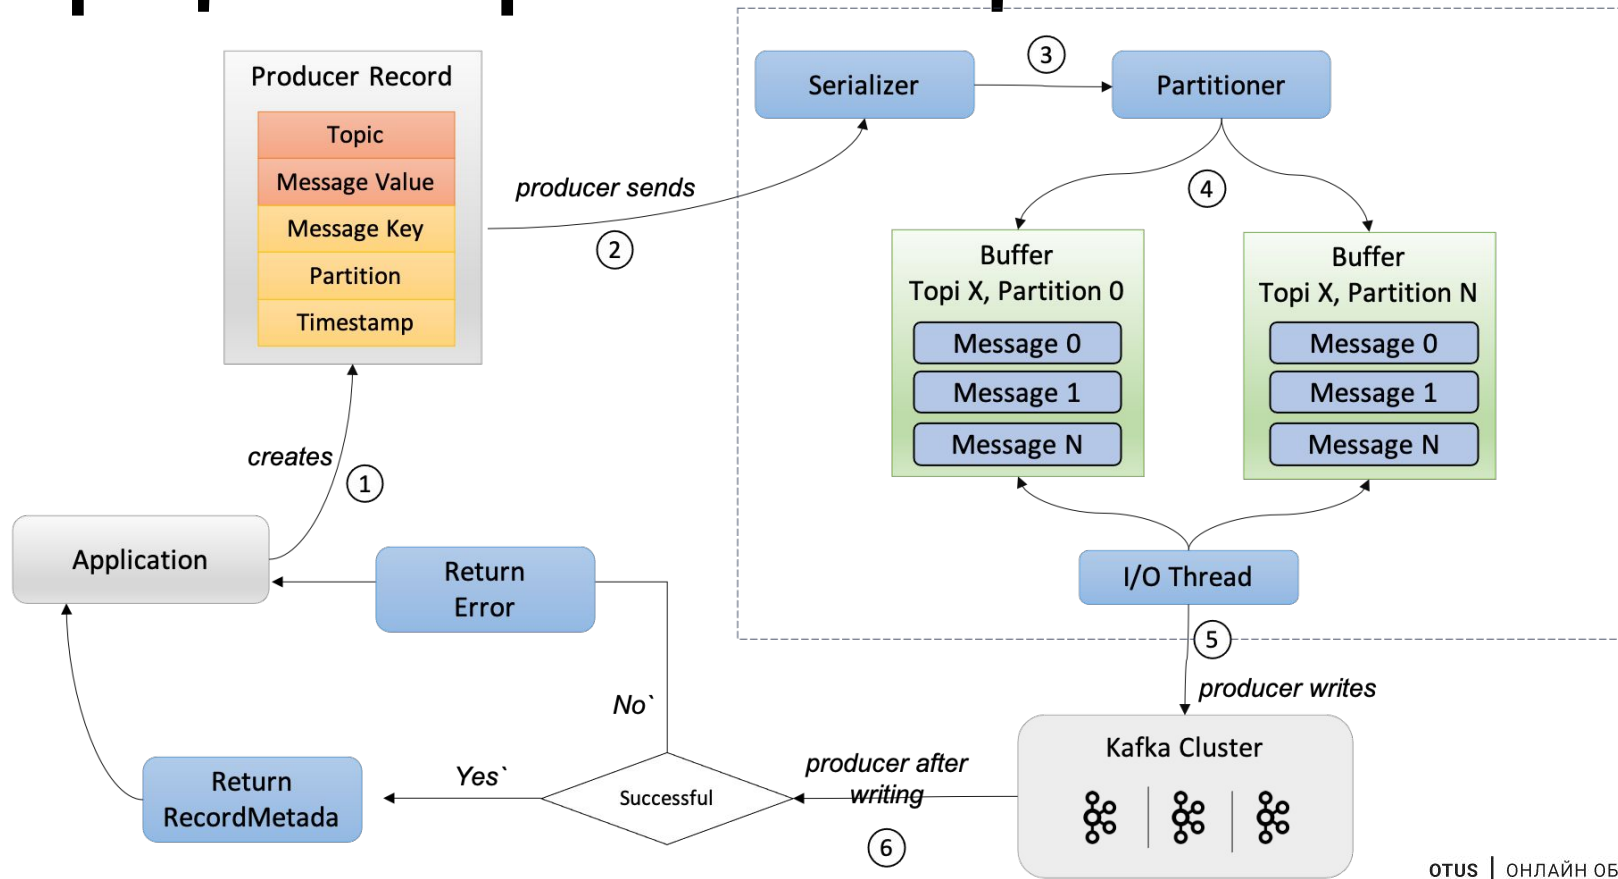 Producer Record
Topic
Message Value
Message Key
Partition
Timestamp
producer sends
2
Serializer
3
Partitioner
4
Buffer
Topi X, Partition 0
Message 0
Message 1
Message N
Buffer
Topi X, Partition N
Message 0
Message 1
Message N
creates
1
Application
Return
Error
I/O Thread
5
producer writes
No`
Kafka Cluster
producer after
writing
6
Successful
Yes`
Return
RecordMetada
OTUS | ОНЛАЙН ОБ